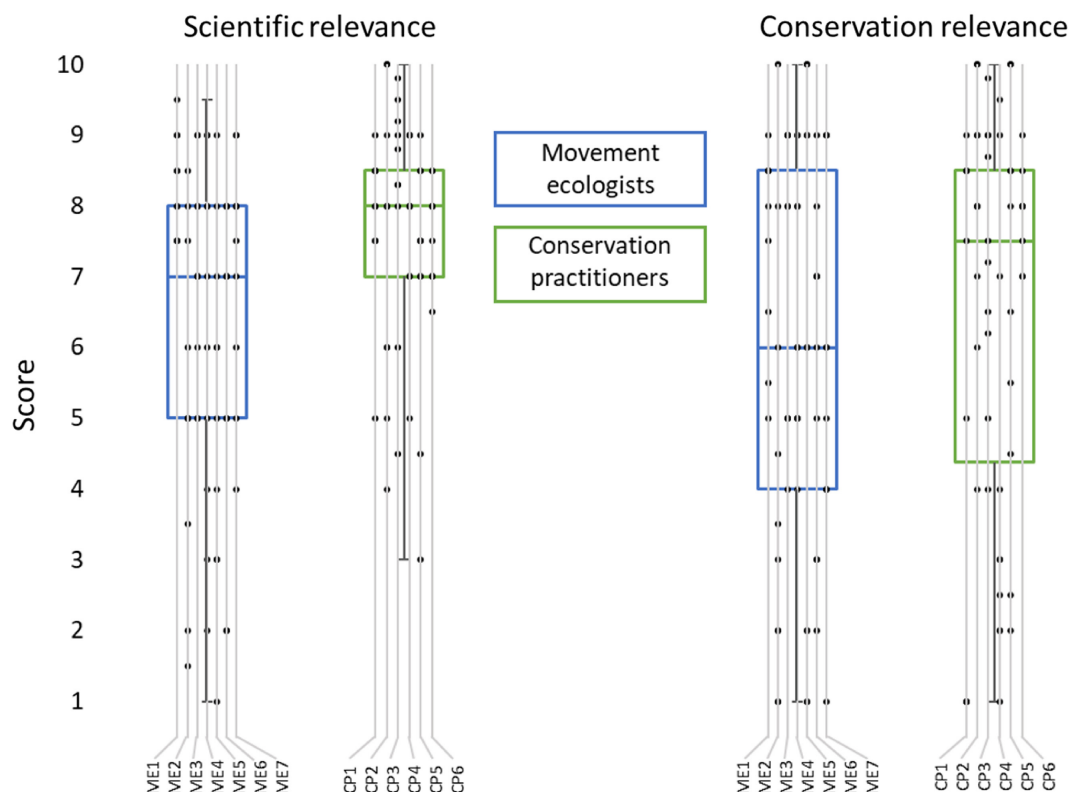 Scientific relevance
Conservation relevance
10
9
8
7
6
5
4
3
2
1
Score
Movement
ecologists
Conservation
practitioners
ME1 ME2 ME3 ME4 ME5 ME6 ME7
CP1 CP2 CP3 CP4 CP5 CP6
ME1 ME2 ME3 ME4 ME5 ME6 ME7
CP1 CP2 CP3 CP4 CP5 CP6